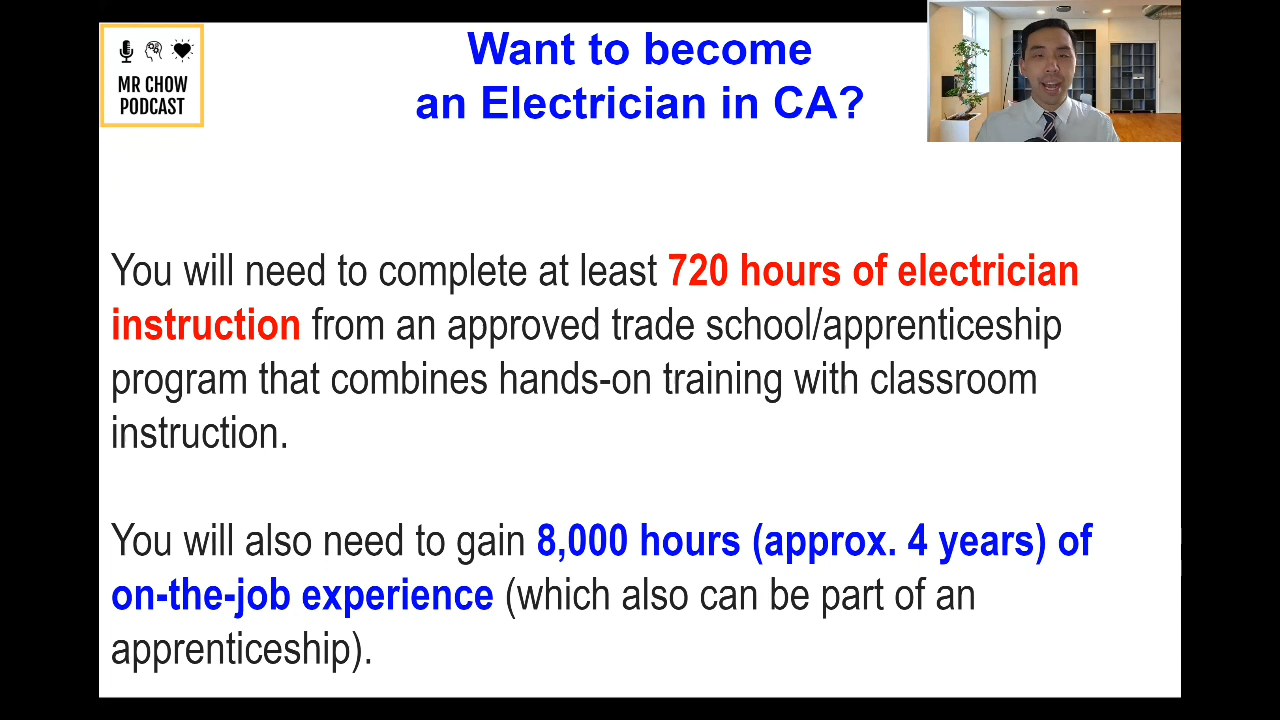 MR CHOW
PODCAST
Want to become
an Electrician in CA?
You will need to complete at least 720 hours of electrician
instruction from an approved trade school/apprenticeship
program that combines hands-on training with classroom
instruction.
You will also need to gain 8,000 hours (approx. 4 years) of
on-the-job experience (which also can be part of an
apprenticeship).